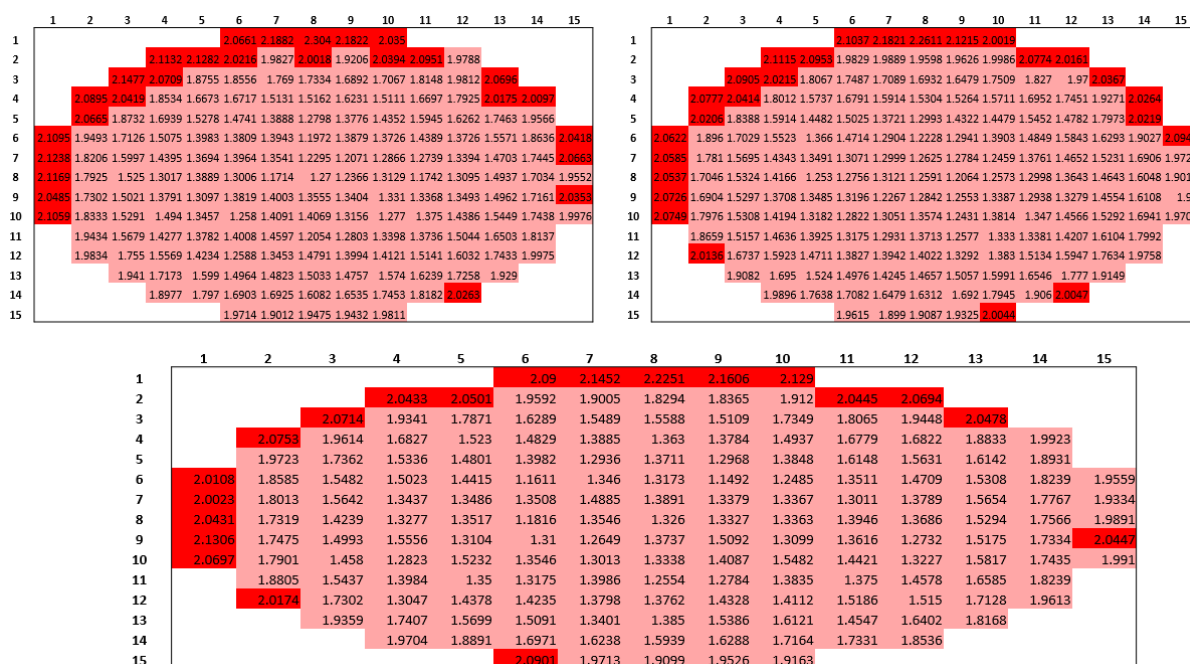 1 2 3 4 5 6 7 8 9 10 11 12 13 14 15
1 2.0661 2.1882 2.304 2.1822 2.035
2 2.1132 2.1282 2.0216 1.9827 2.0018 1.9206 2.0394 2.0951 1.9788
3 2.1477 2.0709 1.8755 1.8556 1.769 1.7334 1.6892 1.7067 1.8148 1.9812 2.0696
4 2.0895 2.0419 1.8534 1.6673 1.6717 1.5131 1.5162 1.6231 1.5111 1.6697 1.7925 2.0175 2.0097
5 2.0665 1.8732 1.6939 1.5278 1.4741 1.3888 1.2798 1.3776 1.4352 1.5945 1.6262 1.7463 1.9566
6 2.1095 1.9493 1.7126 1.5075 1.3983 1.3809 1.3943 1.1972 1.3879 1.3726 1.4389 1.3726 1.5571 1.8636 2.0418
7 2.1238 1.8206 1.5997 1.4395 1.3694 1.3964 1.3541 1.2295 1.2071 1.2866 1.2739 1.3394 1.4703 1.7445 2.0663
8 2.1169 1.7925 1.525 1.3017 1.3889 1.3006 1.1714 1.27 1.2366 1.3129 1.1742 1.3095 1.4937 1.7034 1.9552
9 2.0485 1.7302 1.5021 1.3791 1.3097 1.3819 1.4003 1.3555 1.3404 1.331 1.3368 1.3493 1.4962 1.7161 2.0353
10 2.1059 1.8333 1.5291 1.494 1.3457 1.258 1.4091 1.4069 1.3156 1.277 1.375 1.4386 1.5449 1.7438 1.9976
11 1.9434 1.5679 1.4277 1.3782 1.4008 1.4597 1.2054 1.2803 1.3398 1.3736 1.5044 1.6503 1.8137
12 1.9834 1.755 1.5569 1.4234 1.2588 1.3453 1.4791 1.3994 1.4121 1.5141 1.6032 1.7433 1.9975
13 1.941 1.7173 1.599 1.4964 1.4823 1.5033 1.4757 1.574 1.6239 1.7258 1.929
14 1.8977 1.797 1.6903 1.6925 1.6082 1.6535 1.7453 1.8182 2.0263
15 1.9714 1.9012 1.9475 1.9432 1.9811
1 2 3 4 5 6 7 8 9 10 11 12 13 14 15
1 2.1037 2.1821 2.2611 2.1215 2.0019
2 2.1115 2.0953 1.9829 1.9889 1.9598 1.9626 1.9986 2.0774 2.0161
3 2.0905 2.0215 1.8067 1.7487 1.7089 1.6932 1.6479 1.7509 1.827 1.97 2.0367
4 2.0777 2.0414 1.8012 1.5737 1.6791 1.5914 1.5304 1.5264 1.5711 1.6952 1.7451 1.9271 2.0264
5 2.0206 1.8388 1.5914 1.4482 1.5025 1.3721 1.2993 1.4322 1.4479 1.5452 1.4782 1.7973 2.0219
6 2.0622 1.896 1.7029 1.5523 1.366 1.4714 1.2904 1.2228 1.2941 1.3903 1.4849 1.5843 1.6293 1.9027 2.094
7 2.0585 1.781 1.5695 1.4343 1.3491 1.3071 1.2999 1.2625 1.2784 1.2459 1.3761 1.4652 1.5231 1.6906 1.972
8 2.0537 1.7046 1.5324 1.4166 1.253 1.2756 1.3121 1.2591 1.2064 1.2573 1.2998 1.3643 1.4643 1.6048 1.901
9 2.0726 1.6904 1.5297 1.3708 1.3485 1.3196 1.2267 1.2842 1.2553 1.3387 1.2938 1.3279 1.4554 1.6108 1.9
10 2.0749 1.7976 1.5308 1.4194 1.3182 1.2822 1.3051 1.3574 1.2431 1.3814 1.347 1.4566 1.5292 1.6941 1.970
11 1.8659 1.5157 1.4636 1.3925 1.3175 1.2931 1.3713 1.2577 1.333 1.3381 1.4207 1.6104 1.7992
12 2.0136 1.6737 1.5923 1.4711 1.3827 1.3942 1.4022 1.3292 1.383 1.5134 1.5947 1.7634 1.9758
13 1.9082 1.695 1.524 1.4976 1.4245 1.4657 1.5057 1.5991 1.6546 1.777 1.9149
14 1.9896 1.7638 1.7082 1.6479 1.6312 1.692 1.7945 1.906 2.0047
15 1.9615 1.899 1.9087 1.9325 2.0044
1 2 3 4 5 6 7 8 9 10 11 12 13 14 15
1 2.09 2.1452 2.2251 2.1606 2.129
2 2.0433 2.0501 1.9592 1.9005 1.8294 1.8365 1.912 2.0445 2.0694
3 2.0714 1.9341 1.7871 1.6289 1.5489 1.5588 1.5109 1.7349 1.8065 1.9448 2.0478
4 2.0753 1.9614 1.6827 1.523 1.4829 1.3885 1.363 1.3784 1.4937 1.6779 1.6822 1.8833 1.9923
5 1.9723 1.7362 1.5336 1.4801 1.3982 1.2936 1.3711 1.2968 1.3848 1.6148 1.5631 1.6142 1.8931
6 2.0108 1.8585 1.5482 1.5023 1.4415 1.1611 1.346 1.3173 1.1492 1.2485 1.3511 1.4709 1.5308 1.8239 1.9559
7 2.0023 1.8013 1.5642 1.3437 1.3486 1.3508 1.4885 1.3891 1.3379 1.3367 1.3011 1.3789 1.5654 1.7767 1.9334
8 2.0431 1.7319 1.4239 1.3277 1.3517 1.1816 1.3546 1.326 1.3327 1.3363 1.3946 1.3686 1.5294 1.7566 1.9891
9 2.1306 1.7475 1.4993 1.5556 1.3104 1.31 1.2649 1.3737 1.5092 1.3099 1.3616 1.2732 1.5175 1.7334 2.0447
10 2.0697 1.7901 1.458 1.2823 1.5232 1.3546 1.3013 1.3338 1.4087 1.5482 1.4421 1.3227 1.5817 1.7435 1.991
11 1.8805 1.5437 1.3984 1.35 1.3175 1.3986 1.2554 1.2784 1.3835 1.375 1.4578 1.6585 1.8239
12 2.0174 1.7302 1.3047 1.4378 1.4235 1.3798 1.3762 1.4328 1.4112 1.5186 1.515 1.7128 1.9613
13 1.9359 1.7407 1.5699 1.5091 1.3401 1.385 1.5386 1.6121 1.4547 1.6402 1.8168
14 1.9704 1.8891 1.6971 1.6238 1.5939 1.6288 1.7164 1.7331 1.8536
15 2.0901 1.9713 1.9099 1.9526 1.9163